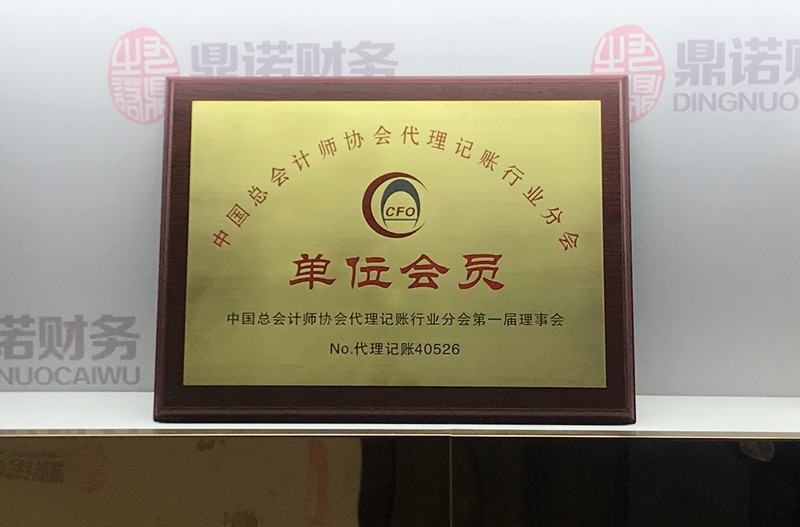 鼎诺财务
鼎诺财
DINGNUO
中国总会计师协会代理记账行业分会
CFO
单位会员
中国总会计师协会代理记账行业分会第一届理事会
No.代理记账40526
诺财务
NUOCAIWU